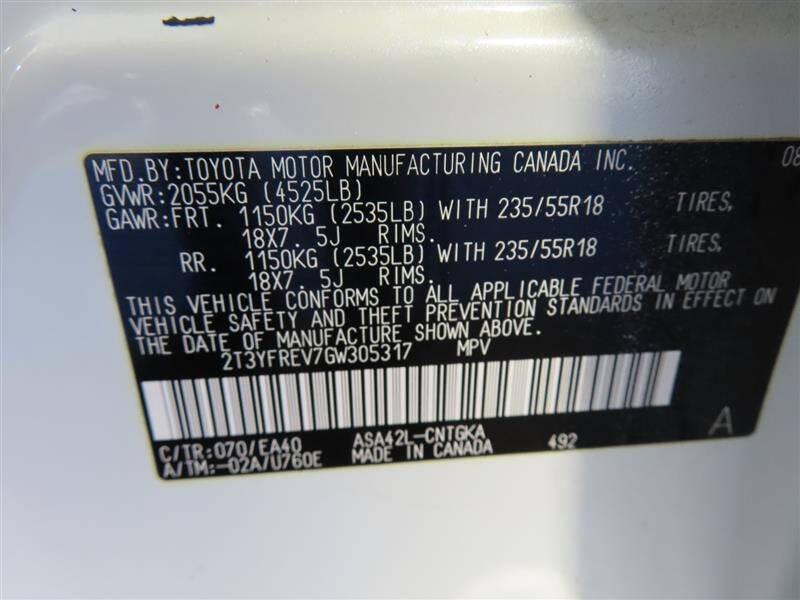 MFD.BY:TOYOTA MOTOR MANUFACTURING CANADA INC. 08
GVWR:2055KG (4525LB)
GAWR:FRT. 1150KG (2535LB) WITH 235/55R18 TIRES,
18X7. 5J RIMS.
RR. 1150KG (2535LB) WITH 235/55R18 TIRES,
18X7. 5J RIMS.
THIS VEHICLE CONFORMS TO ALL APPLICABLE FEDERAL MOTOR
VEHICLE SAFETY AND THEFT PREVENTION STANDARDS IN EFFECT ON
THE DATE OF MANUFACTURE SHOWN ABOVE.
2T3YFREV7GW305317 MPV
C/TR:070/EA40 ASA42L-CNTGKA 492 A
A/TM:-02A/U760E MADE IN CANADA